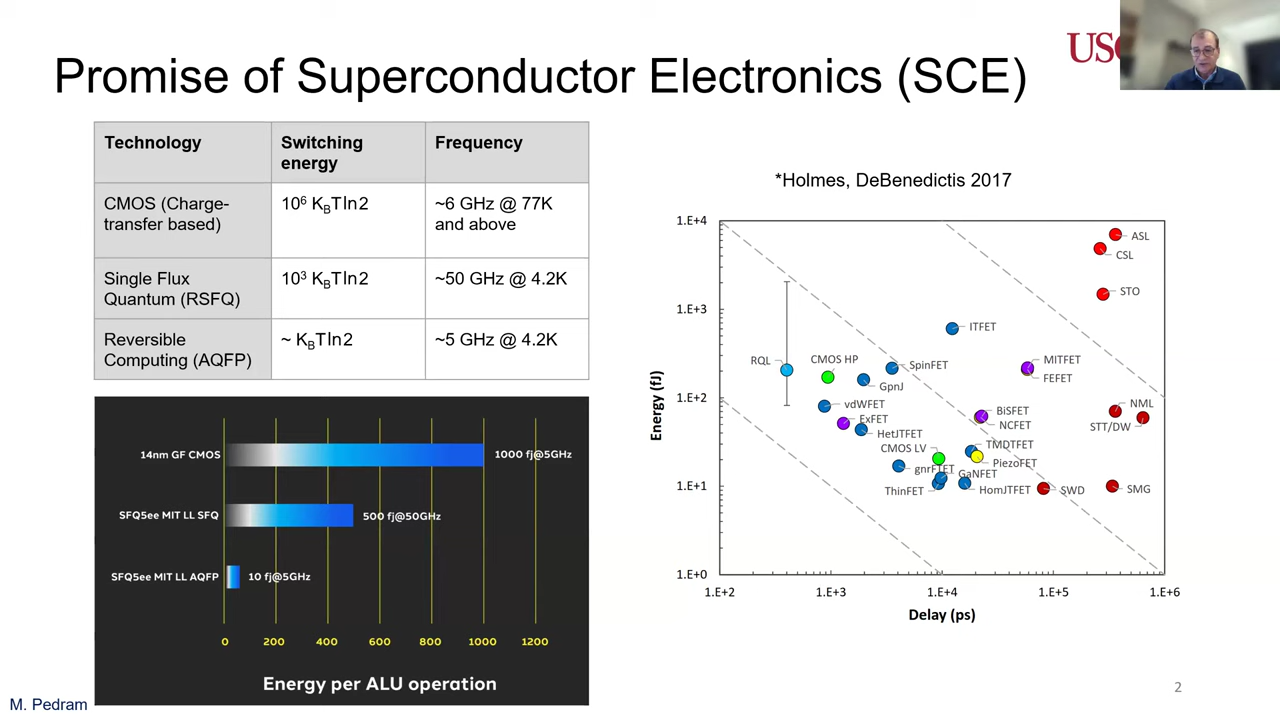 Promise of Superconductor Electronics (SCE)
USC
Technology
Switching
energy
Frequency
CMOS (Charge-
transfer based)
10⁶ K_BTln2
~6 GHz @ 77K
and above
Single Flux
Quantum (RSFQ)
10³ K_BTln2
~50 GHz @ 4.2K
Reversible
Computing (AQFP)
~ K_BTln2
~5 GHz @ 4.2K
14nm GF CMOS
1000 fj@5GHz
SFQ5ee MIT LL SFQ
500 fj@50GHz
SFQ5ee MIT LL AQFP
10 fj@5GHz
0 200 400 600 800 1000 1200
Energy per ALU operation
*Holmes, DeBenedictis 2017
Energy (fJ)
1.E+4
1.E+3
1.E+2
1.E+1
1.E+0
ASL
CSL
STO
ITFET
RQL
CMOS HP
SpinFET
GpnJ
MITFET
FEFET
vdWFET
ExFET
HetJTFET
BiSFET
NCFET
NML
STT/DW
CMOS LV
TMDTFET
PiezoFET
gnrFTET
GaNFET
ThinFET
HomJTFET
SWD
SMG
1.E+2 1.E+3 1.E+4 1.E+5 1.E+6
Delay (ps)
M. Pedram
2